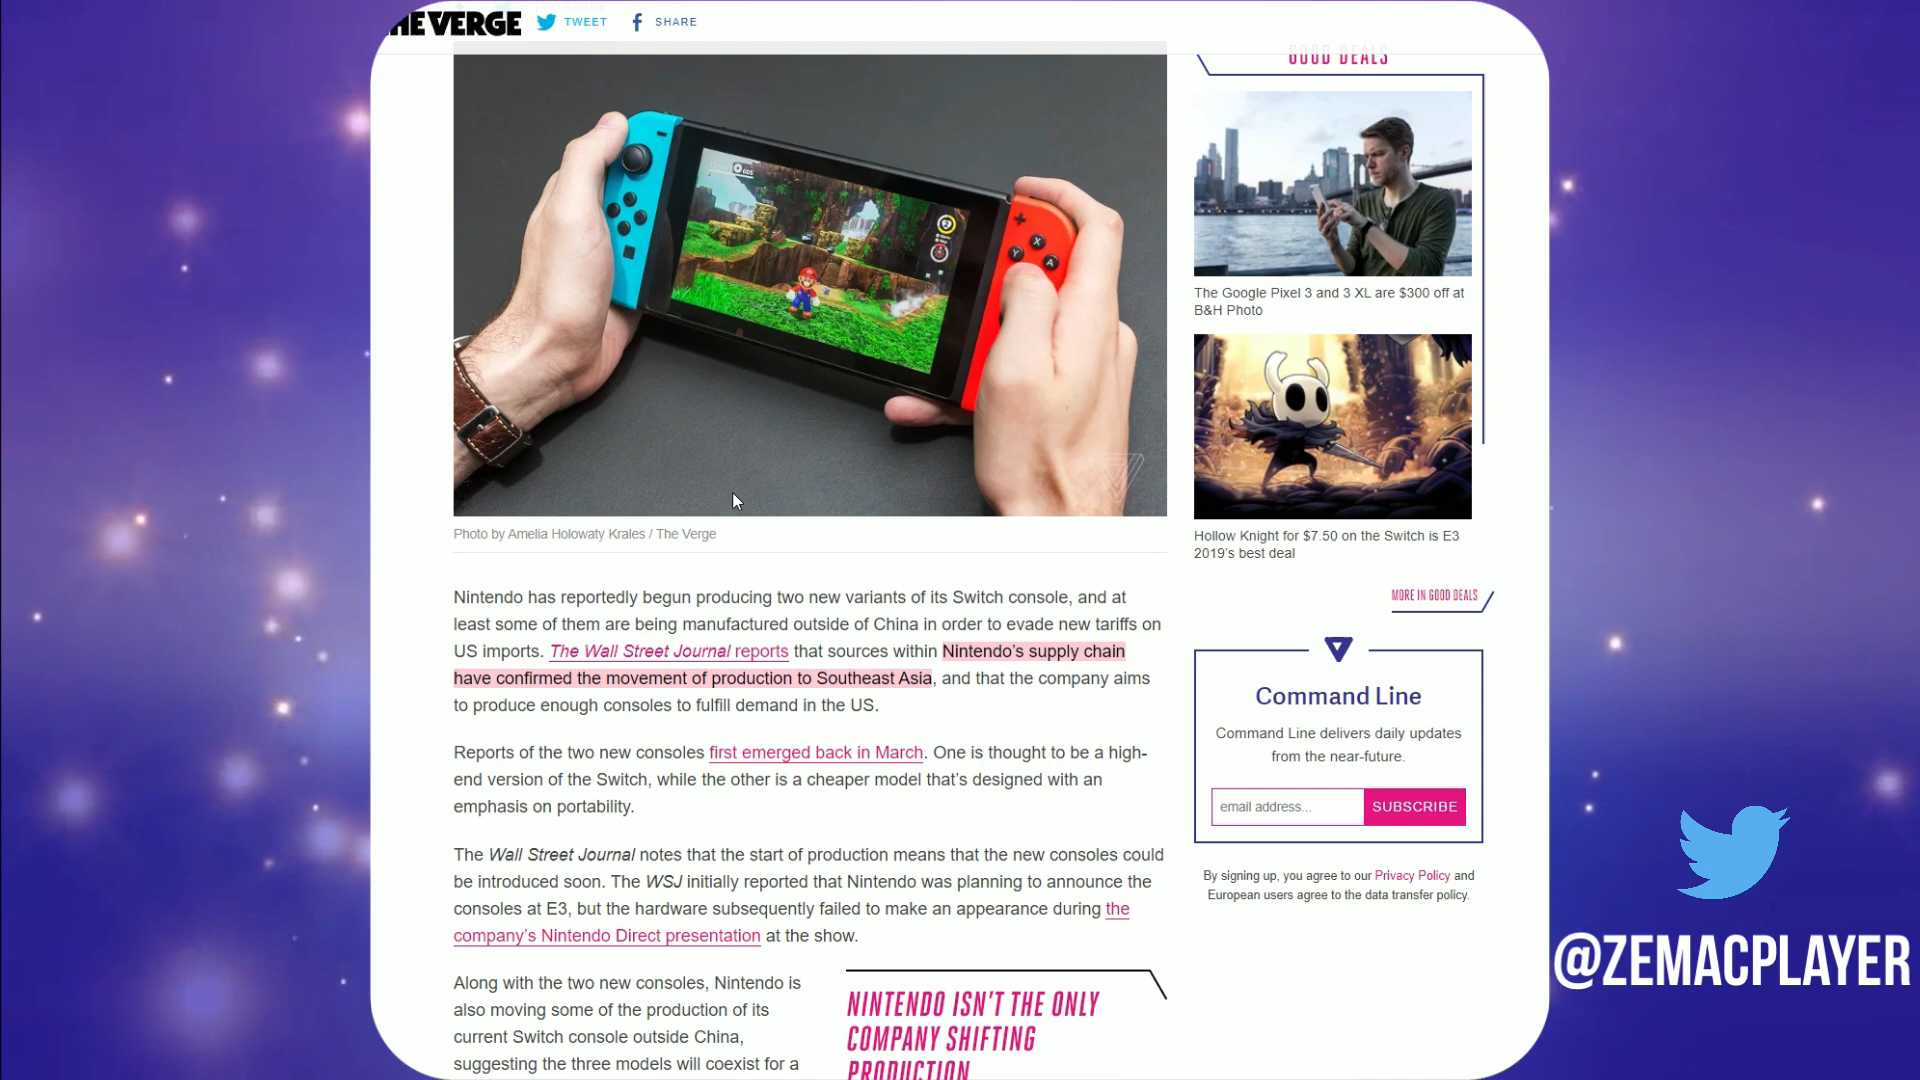 THE VERGE
TWEET
SHARE
GOOD DEALS
The Google Pixel 3 and 3 XL are $300 off at
B&H Photo
Hollow Knight for $7.50 on the Switch is E3
2019's best deal
MORE IN GOOD DEALS
Photo by Amelia Holowaty Krales / The Verge
Nintendo has reportedly begun producing two new variants of its Switch console, and at
least some of them are being manufactured outside of China in order to evade new tariffs on
US imports. The Wall Street Journal reports that sources within Nintendo's supply chain
have confirmed the movement of production to Southeast Asia, and that the company aims
to produce enough consoles to fulfill demand in the US.
Reports of the two new consoles first emerged back in March. One is thought to be a high-
end version of the Switch, while the other is a cheaper model that's designed with an
emphasis on portability.
The Wall Street Journal notes that the start of production means that the new consoles could
be introduced soon. The WSJ initially reported that Nintendo was planning to announce the
consoles at E3, but the hardware subsequently failed to make an appearance during the
company's Nintendo Direct presentation at the show.
Along with the two new consoles, Nintendo is
also moving some of the production of its
current Switch console outside China,
suggesting the three models will coexist for a
NINTENDO ISN'T THE ONLY
COMPANY SHIFTING
PRODUCTION
Command Line
Command Line delivers daily updates
from the near-future.
email address...
SUBSCRIBE
By signing up, you agree to our Privacy Policy and
European users agree to the data transfer policy.
@ZEMACPLAYER
X
Y
A